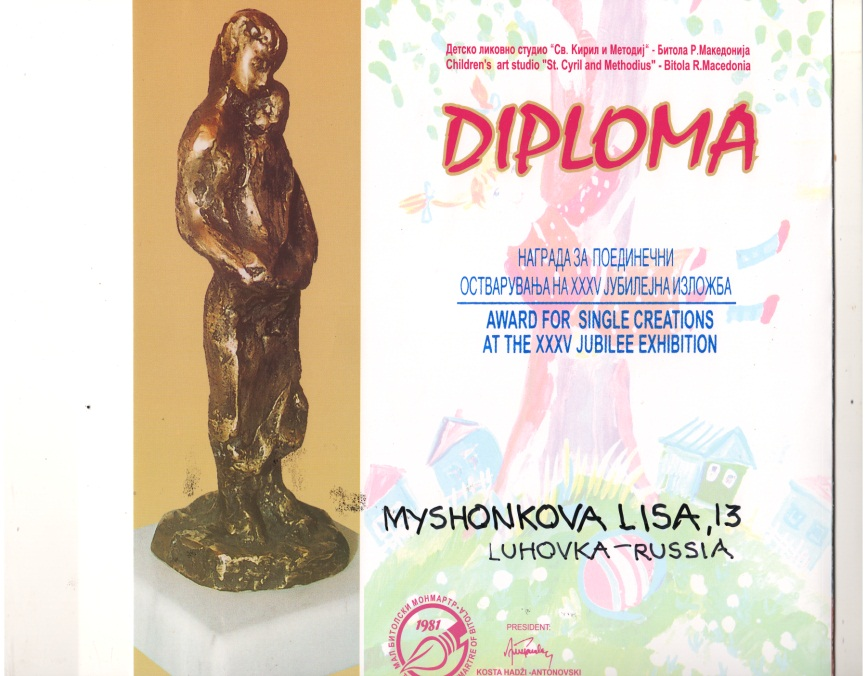 Детско ликовно студио "Св. Кирил и Методиј" - Битола Р.Македонија
Children's art studio "St. Cyril and Methodius" - Bitola R.Macedonia
DIPLOMA
НАГРАДА ЗА ПОЕДИНЕЧНИ
ОСТВАРУВАЊА НА XXXV ЈУБИЛЕЈНА ИЗЛОЖБА
AWARD FOR SINGLE CREATIONS
AT THE XXXV JUBILEE EXHIBITION
MYSHONKOVA LISA, 13
LUHOVKA-RUSSIA
МАЛ БИТОЛСКИ МОНМАРТР
1981
MARTRE OF BITOLA
PRESIDENT:
KOSTA HADŽI -ANTONOVSKI